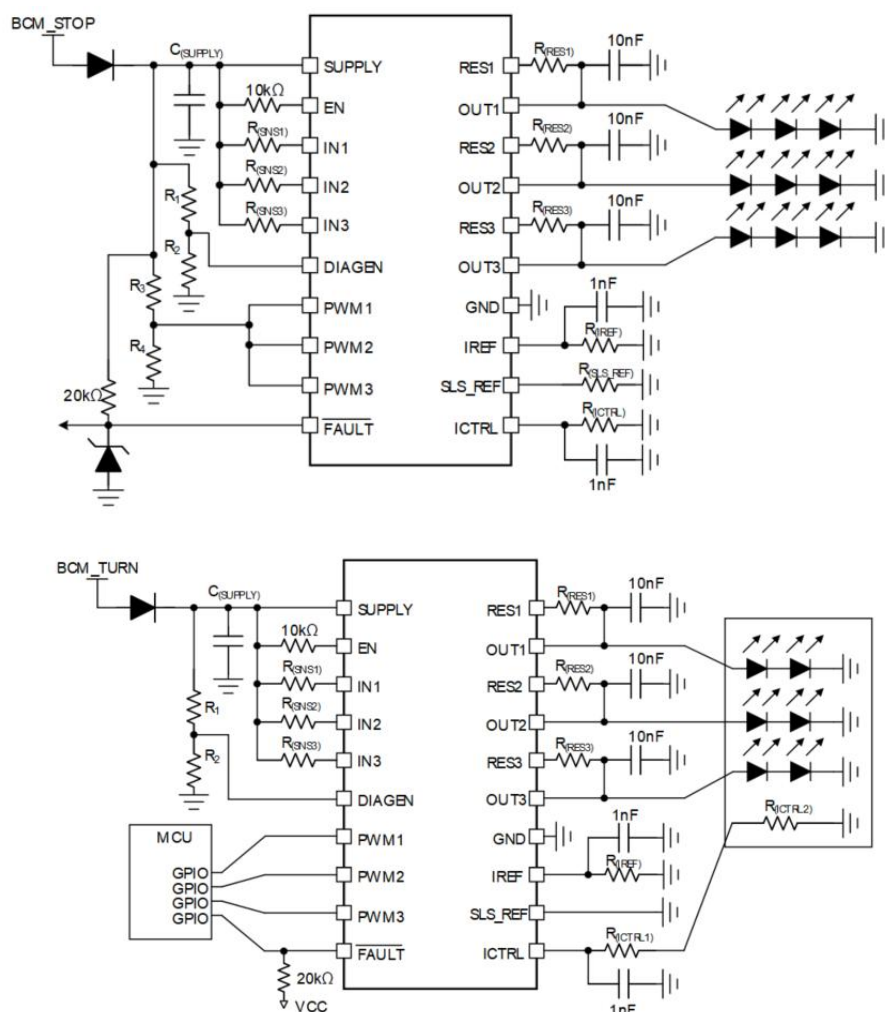 BCM_STOP
C(SUPPLY)
10kΩ
R(SNS1)
R(SNS2)
R(SNS3)
R1
R2
R3
R4
20kΩ
SUPPLY
EN
IN1
IN2
IN3
DIAGEN
PWM1
PWM2
PWM3
FAULT
RES1
OUT1
RES2
OUT2
RES3
OUT3
GND
IREF
SLS_REF
ICTRL
R(RES1)
10nF
R(RES2)
10nF
R(RES3)
10nF
1nF
R(IREF)
R(SLS_REF)
R(ICTRL)
1nF
BCM_TURN
C(SUPPLY)
10kΩ
R(SNS1)
R(SNS2)
R(SNS3)
R1
R2
MCU
GPIO
GPIO
GPIO
GPIO
20kΩ
VCC
SUPPLY
EN
IN1
IN2
IN3
DIAGEN
PWM1
PWM2
PWM3
FAULT
RES1
OUT1
RES2
OUT2
RES3
OUT3
GND
IREF
SLS_REF
ICTRL
R(RES1)
10nF
R(RES2)
10nF
R(RES3)
10nF
1nF
R(IREF)
R(ICTRL1)
1nF
R(ICTRL2)